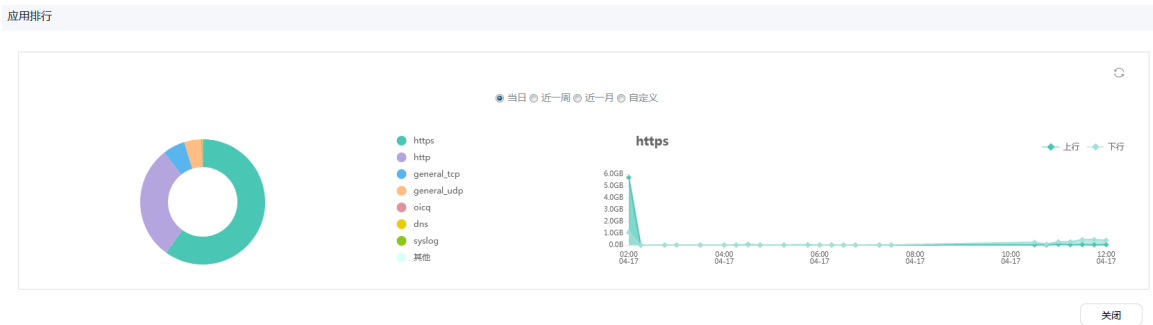 应用排行
当日 近一周 近一月 自定义
https
http
general_tcp
general_udp
oicq
dns
syslog
其他
https
上行 下行
6.0GB
5.0GB
4.0GB
3.0GB
2.0GB
1.0GB
0.0B
02:00 04:00 06:00 08:00 10:00 12:00
04-17 04-17 04-17 04-17 04-17 04-17
关闭